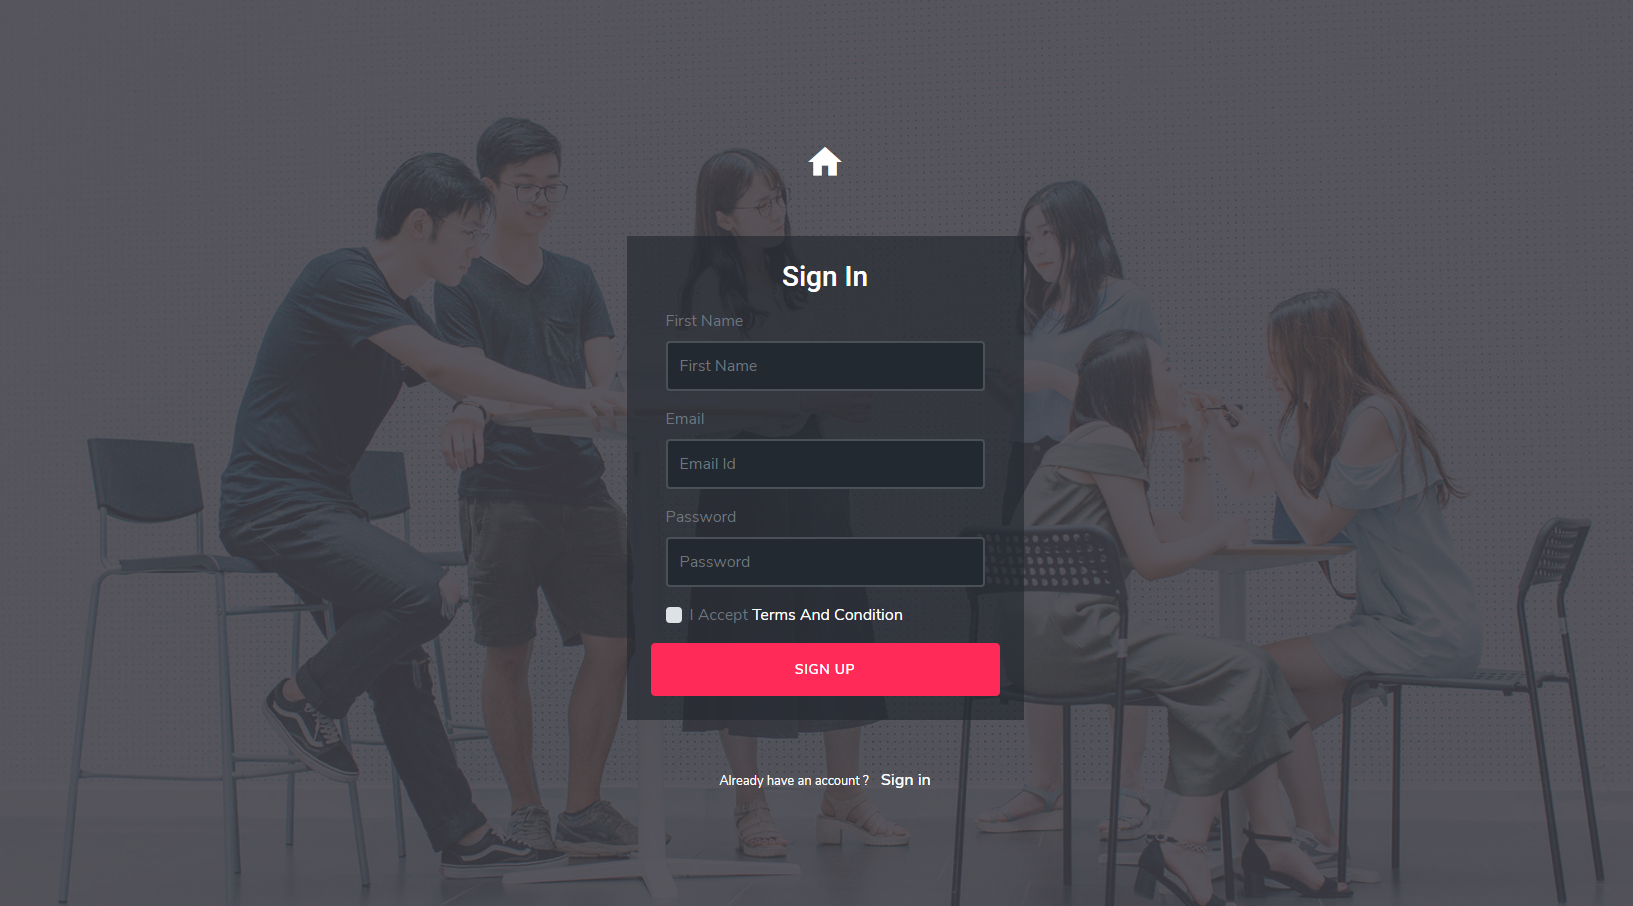 Sign In
First Name
First Name
Email
Email Id
Password
Password
I Accept Terms And Condition
SIGN UP
Already have an account ? Sign in